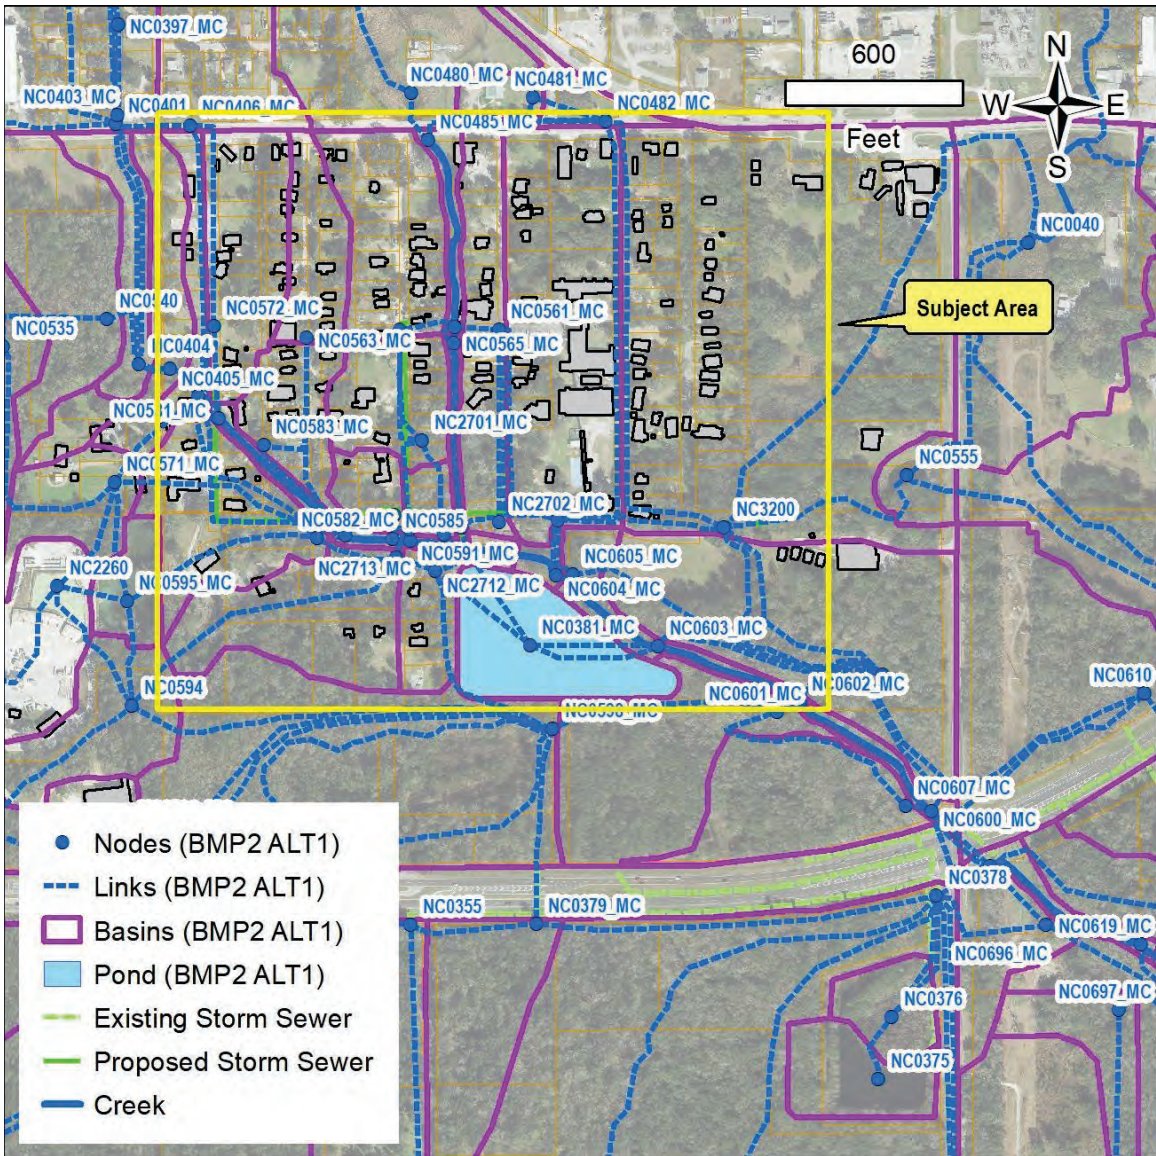 NC0397_MC
NC0480_MC
NC0481_MC
600
N
NC0403_MC
NC0401
NC0406_MC
NC0482_MC
W
E
NC0485_MC
Feet
S
NC0040
NC0540
NC0572_MC
NC0561_MC
Subject Area
NC0535
NC0563_MC
NC0565_MC
NC0404
NC0405_MC
NC0531_MC
NC0583_MC
NC2701_MC
NC0571_MC
NC0555
NC2702_MC
NC3200
NC0582_MC
NC0585
NC0591_MC
NC0605_MC
NC2260
NC0595_MC
NC2713_MC
NC2712_MC
NC0604_MC
NC0381_MC
NC0603_MC
NC0594
NC0601_MC
NC0602_MC
NC0610
NC0598_MC
NC0607_MC
NC0600_MC
NC0378
NC0355
NC0379_MC
NC0619_MC
NC0696_MC
NC0376
NC0697_MC
NC0375
Nodes (BMP2 ALT1)
Links (BMP2 ALT1)
Basins (BMP2 ALT1)
Pond (BMP2 ALT1)
Existing Storm Sewer
Proposed Storm Sewer
Creek